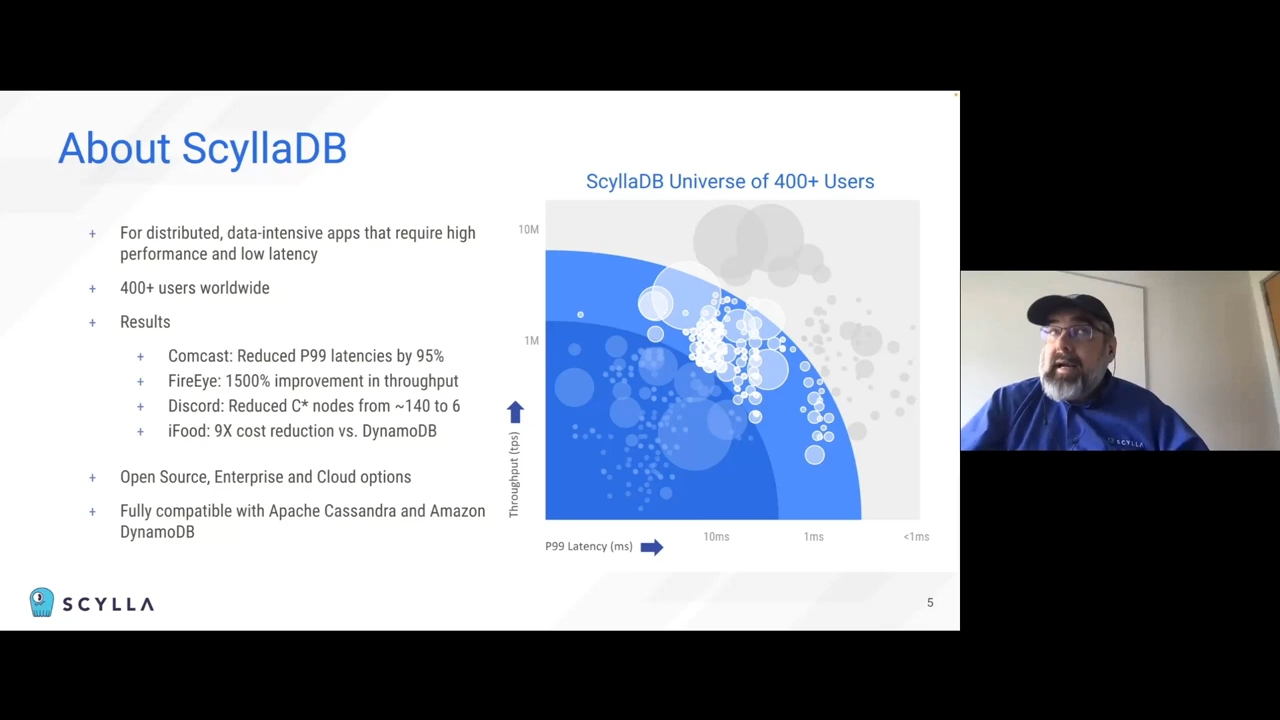 About ScyllaDB
+ For distributed, data-intensive apps that require high
performance and low latency
+ 400+ users worldwide
+ Results
+ Comcast: Reduced P99 latencies by 95%
+ FireEye: 1500% improvement in throughput
+ Discord: Reduced C* nodes from ~140 to 6
+ iFood: 9X cost reduction vs. DynamoDB
+ Open Source, Enterprise and Cloud options
+ Fully compatible with Apache Cassandra and Amazon
DynamoDB
ScyllaDB Universe of 400+ Users
10M
1M
Throughput (tps)
P99 Latency (ms)
10ms
1ms
<1ms
SCYLLA
5
SCYLLA